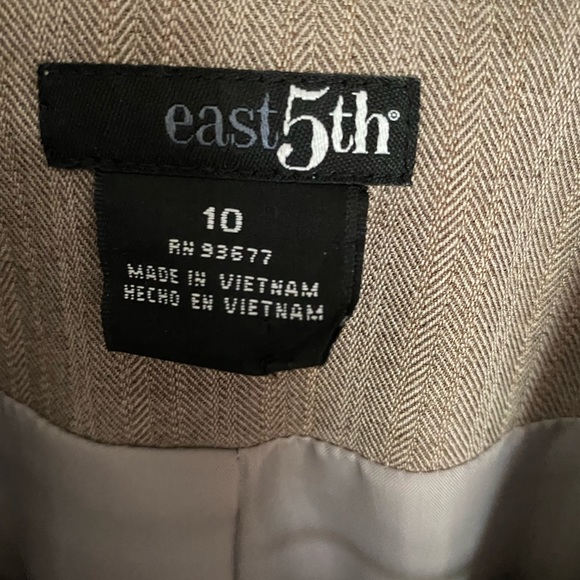 east5th®
10
RN 93677
MADE IN VIETNAM
HECHO EN VIETNAM